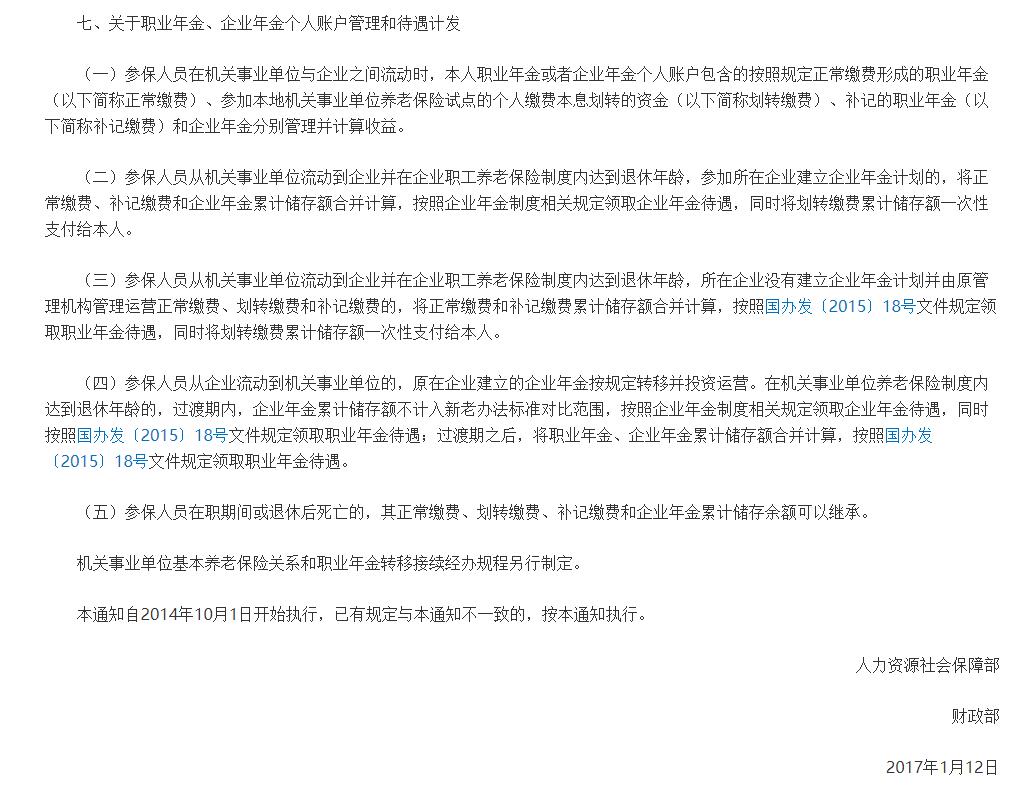 七、关于职业年金、企业年金个人账户管理和待遇计发
（一）参保人员在机关事业单位与企业之间流动时，本人职业年金或者企业年金个人账户包含的按照规定正常缴费形成的职业年金
（以下简称正常缴费）、参加本地机关事业单位养老保险试点的个人缴费本息划转的资金（以下简称划转缴费）、补记的职业年金（以
下简称补记缴费）和企业年金分别管理并计算收益。
（二）参保人员从机关事业单位流动到企业并在企业职工养老保险制度内达到退休年龄，参加所在企业建立企业年金计划的，将正
常缴费、补记缴费和企业年金累计储存额合并计算，按照企业年金制度相关规定领取企业年金待遇，同时将划转缴费累计储存额一次性
支付给本人。
（三）参保人员从机关事业单位流动到企业并在企业职工养老保险制度内达到退休年龄，所在企业没有建立企业年金计划并由原管
理机构管理运营正常缴费、划转缴费和补记缴费的，将正常缴费和补记缴费累计储存额合并计算，按照国办发〔2015〕18号文件规定领
取职业年金待遇，同时将划转缴费累计储存额一次性支付给本人。
（四）参保人员从企业流动到机关事业单位的，原在企业建立的企业年金按规定转移并投资运营。在机关事业单位养老保险制度内
达到退休年龄的，过渡期内，企业年金累计储存额不计入新老办法标准对比范围，按照企业年金制度相关规定领取企业年金待遇，同时
按照国办发〔2015〕18号文件规定领取职业年金待遇；过渡期之后，将职业年金、企业年金累计储存额合并计算，按照国办发
〔2015〕18号文件规定领取职业年金待遇。
（五）参保人员在职期间或退休后死亡的，其正常缴费、划转缴费、补记缴费和企业年金累计储存余额可以继承。
机关事业单位基本养老保险关系和职业年金转移接续经办规程另行制定。
本通知自2014年10月1日开始执行，已有规定与本通知不一致的，按本通知执行。
人力资源社会保障部
财政部
2017年1月12日